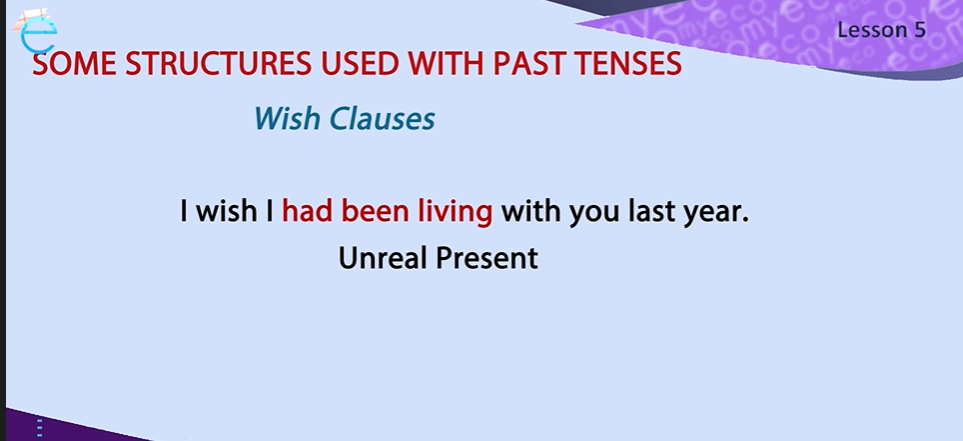 Lesson 5
SOME STRUCTURES USED WITH PAST TENSES
Wish Clauses
I wish I had been living with you last year.
Unreal Present